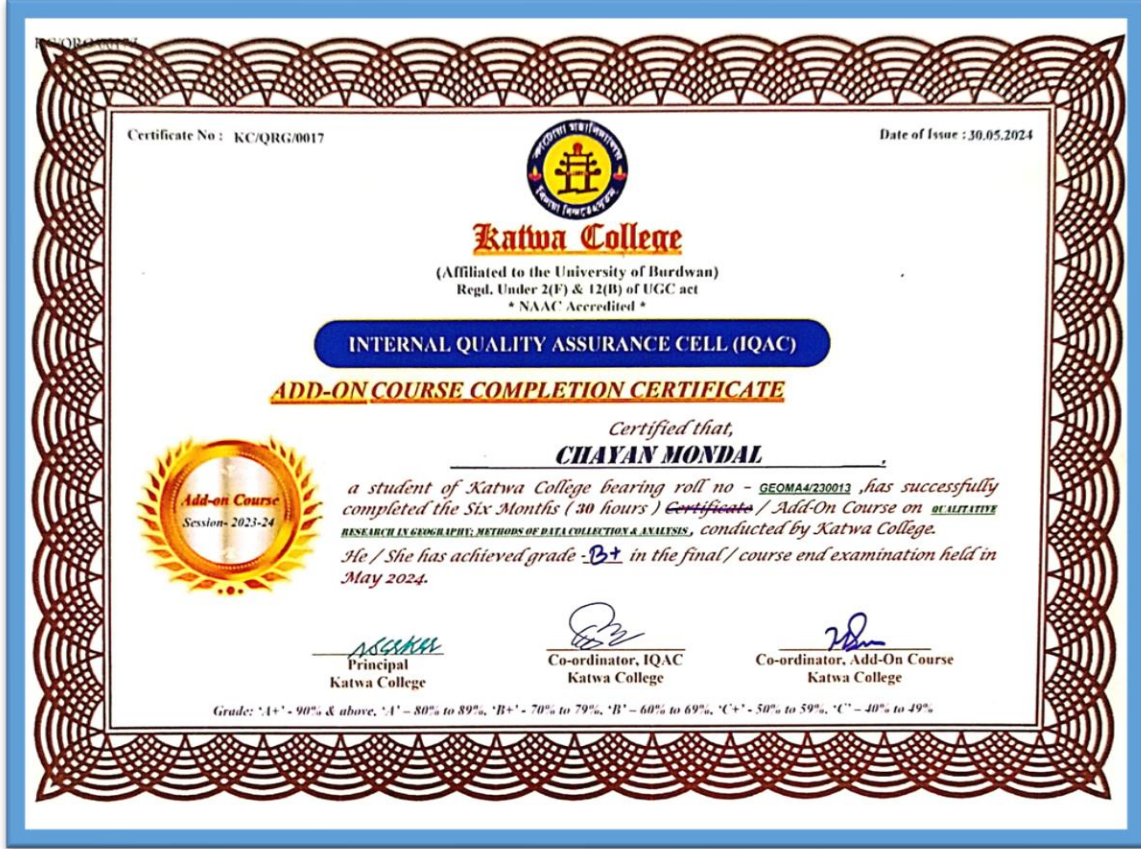 KC/QRG/0017
Certificate No : KC/QRG/0017
Date of Issue : 30.05.2024
কাটোয়া মহাবিদ্যালয়
Katwa College
(Affiliated to the University of Burdwan)
Regd. Under 2(F) & 12(B) of UGC act
* NAAC Accredited *
INTERNAL QUALITY ASSURANCE CELL (IQAC)
ADD-ON COURSE COMPLETION CERTIFICATE
Certified that,
CHAYAN MONDAL .
Add-on Course
Session- 2023-24
a student of Katwa College bearing roll no - GEOMA4/230013 ,has successfully
completed the Six Months ( 30 hours ) Certificate / Add-On Course on QUALITATIVE
RESEARCH IN GEOGRAPHY; METHODS OF DATA COLLECTION & ANALYSIS , conducted by Katwa College.
He / She has achieved grade - B+ in the final / course end examination held in
May 2024.
Principal
Katwa College
Co-ordinator, IQAC
Katwa College
Co-ordinator, Add-On Course
Katwa College
Grade: 'A+' - 90% & above, 'A' – 80% to 89%, 'B+' - 70% to 79%, 'B' – 60% to 69%, 'C+' - 50% to 59%, 'C' – 40% to 49%